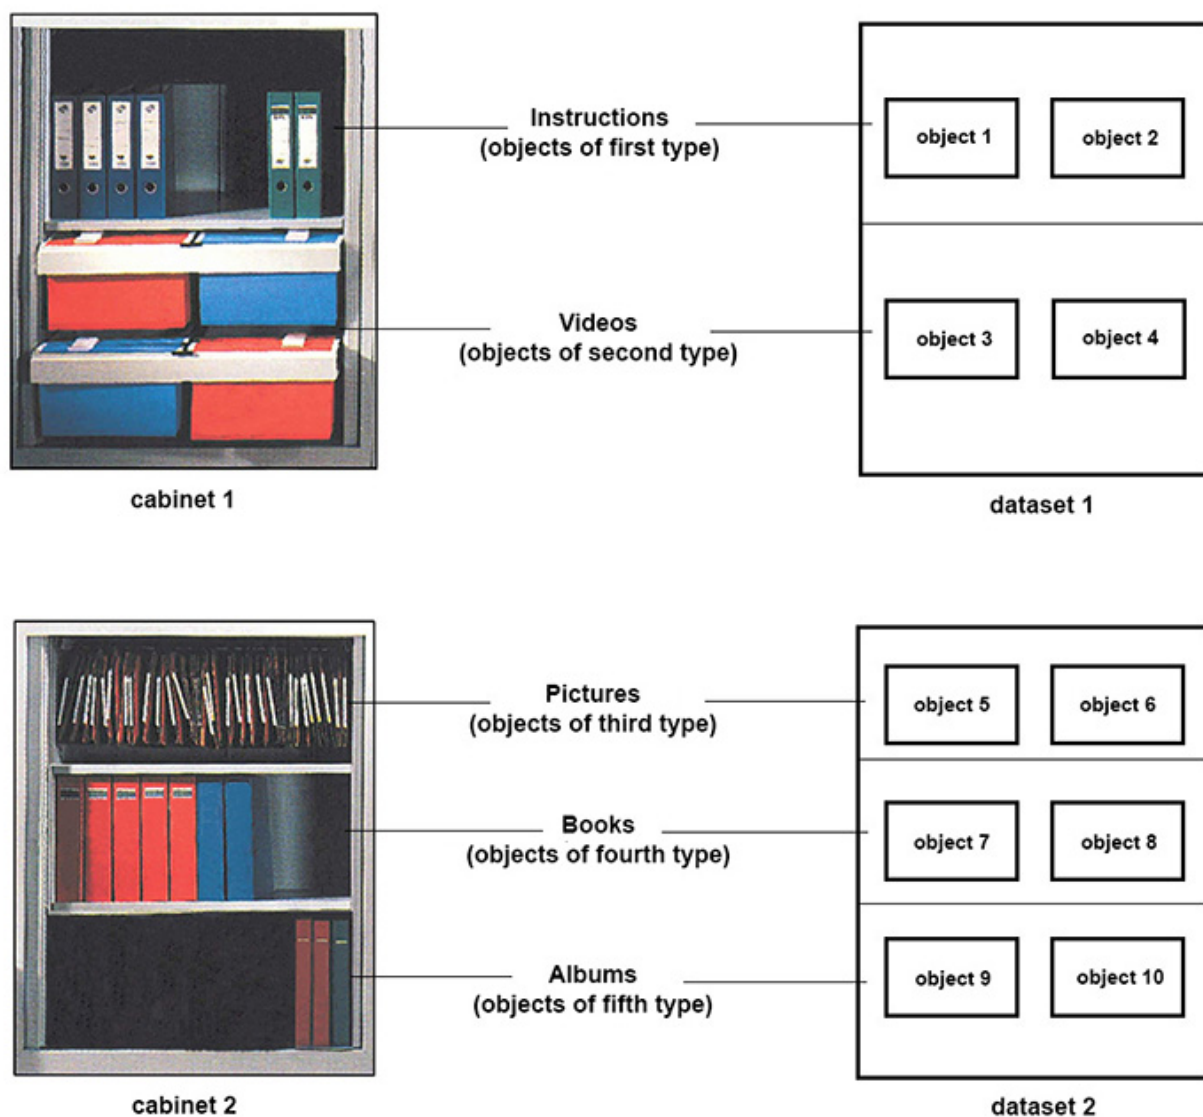 Instructions
(objects of first type)
object 1
object 2
Videos
(objects of second type)
object 3
object 4
cabinet 1
dataset 1
Pictures
(objects of third type)
object 5
object 6
Books
(objects of fourth type)
object 7
object 8
Albums
(objects of fifth type)
object 9
object 10
cabinet 2
dataset 2